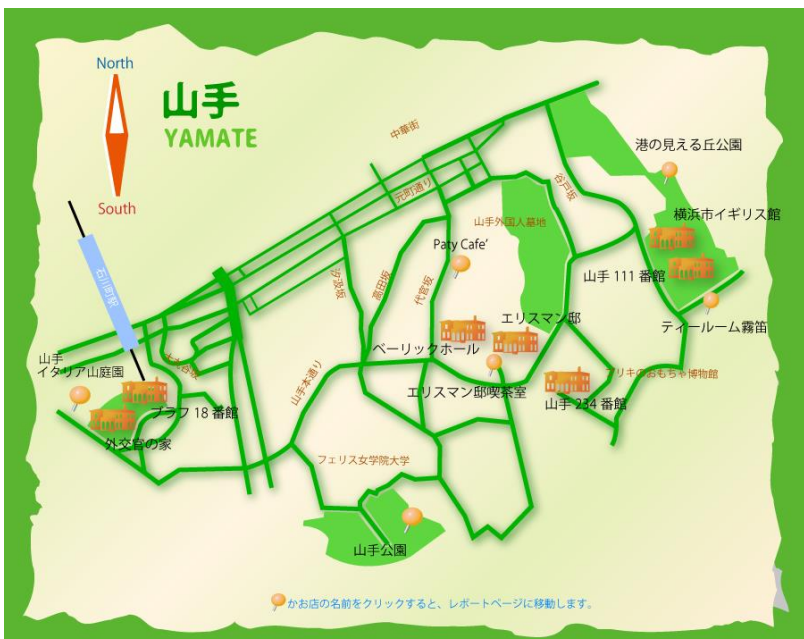 North
山手
YAMATE
South
中華街
港の見える丘公園
元町通り
谷戸坂
横浜市イギリス館
山手外国人墓地
Paty Cafe'
山手 111 番館
石川町駅
汐汲坂
高田坂
代官坂
エリスマン邸
ティールーム霧笛
ベーリックホール
山手
イタリア山庭園
大丸谷坂
山手本通り
エリスマン邸喫茶室
ブリキのおもちゃ博物館
山手 234 番館
ブラフ 18 番館
外交官の家
フェリス女学院大学
山手公園
かお店の名前をクリックすると、レポートページに移動します。